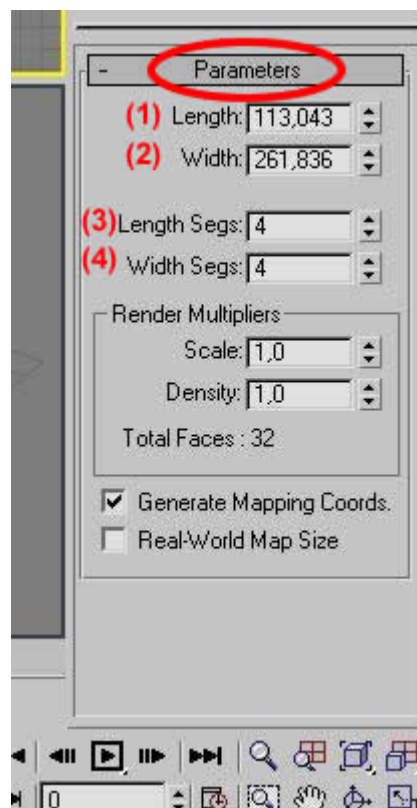 - Parameters
(1) Length: 113,043
(2) Width: 261,836
(3) Length Segs: 4
(4) Width Segs: 4
Render Multipliers
Scale: 1,0
Density: 1,0
Total Faces : 32
Generate Mapping Coords.
Real-World Map Size
0